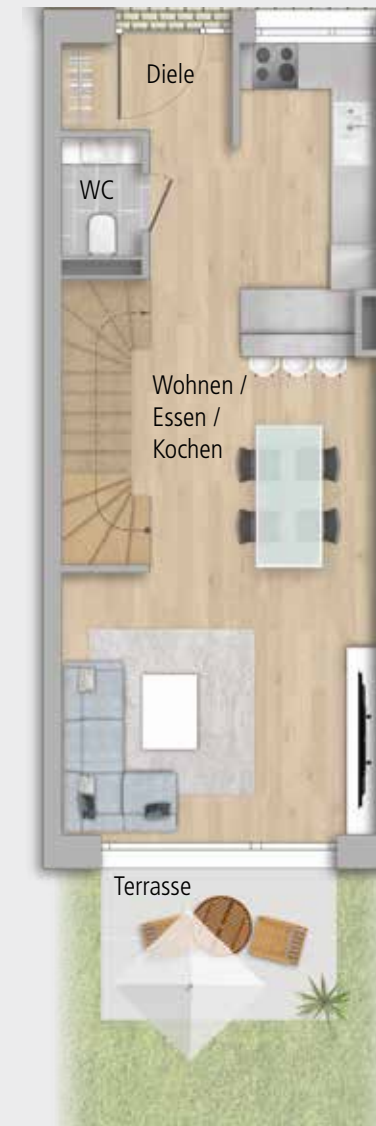 Diele
WC
Wohnen /
Essen /
Kochen
Terrasse